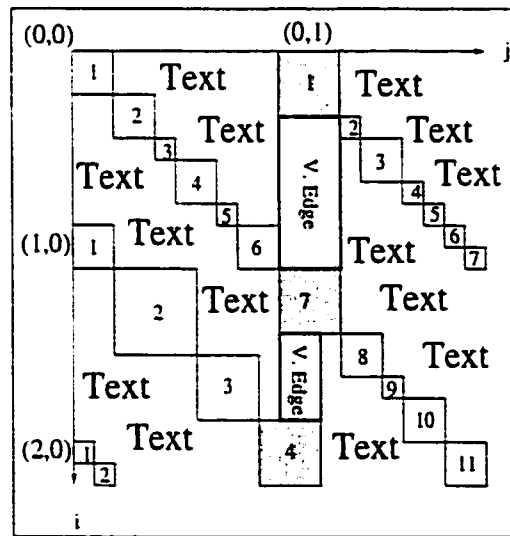 (0,0) (0,1) j
1 Text 1 Text
2 Text 2 Text
3 3
Text 4 V. Edge 4 Text
5 5
Text 6 Text 6
(1,0) 1 7
2 Text 7 Text
8 Text
V. Edge
Text 3 9
10
Text 4 Text
(2,0) 1 11
2
i